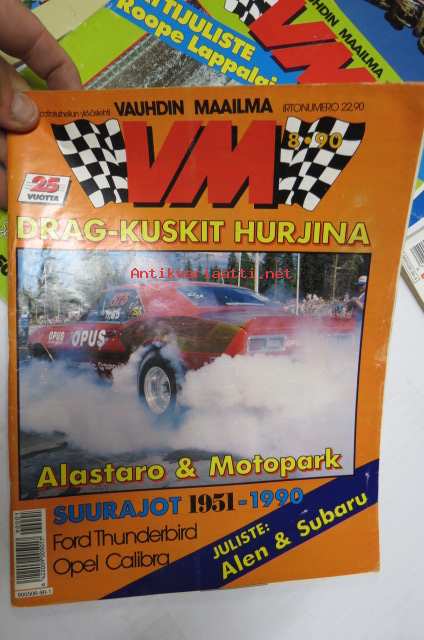 JULISTE
Roope Lappalai
VAUHDIN MAAILMA
VAUHDIN MAAILMA
IRTONUMERO 22,90
VM
8•90
25
VUOTTA
DRAG-KUSKIT HURJINA
Antikvariaatti.net
OPUS
OPUS
Alastaro & Motopark
SUURAJOT 1951-1990
Ford Thunderbird
Opel Calibra
JULISTE:
Alen & Subaru